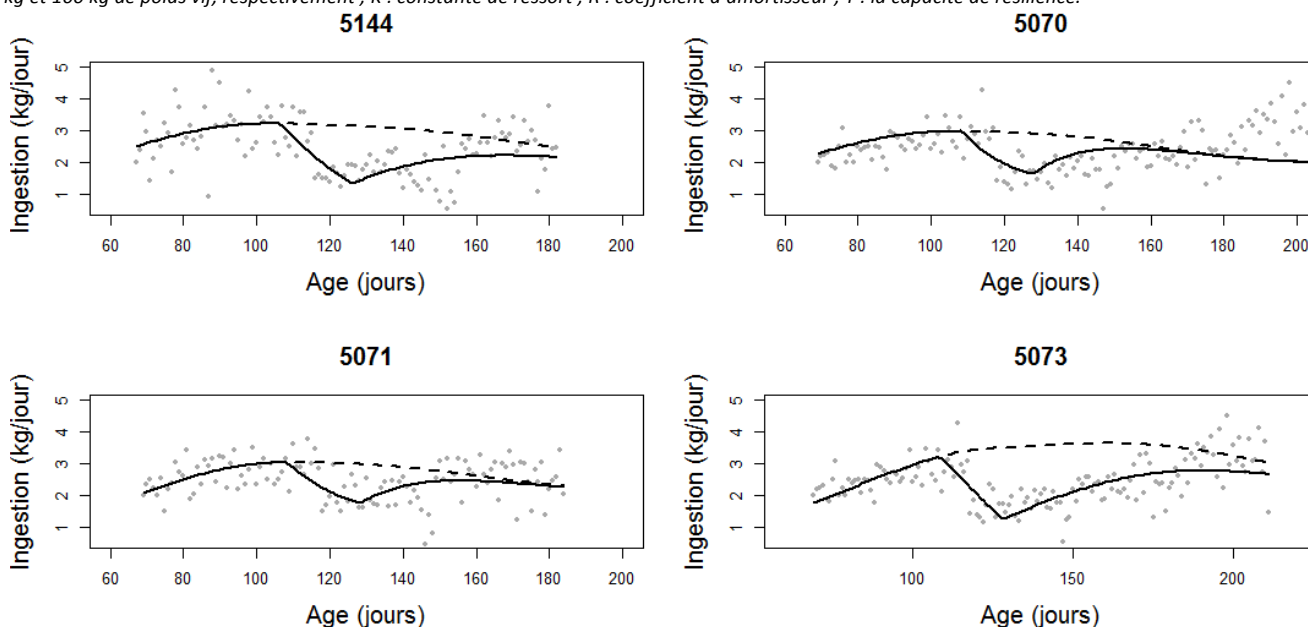 kg et 100 kg de poids vif, respectivement ; K : constante de ressort ; R : coefficient d'amortisseur ; T : la capacité de résilience.
5144 5070
Ingestion (kg/jour) 1 2 3 4 5
60 80 100 120 140 160 180 200
Age (jours)
Ingestion (kg/jour) 1 2 3 4 5
60 80 100 120 140 160 180 200
Age (jours)
5071 5073
Ingestion (kg/jour) 1 2 3 4 5
60 80 100 120 140 160 180 200
Age (jours)
Ingestion (kg/jour) 1 2 3 4 5
100 150 200
Age (jours)